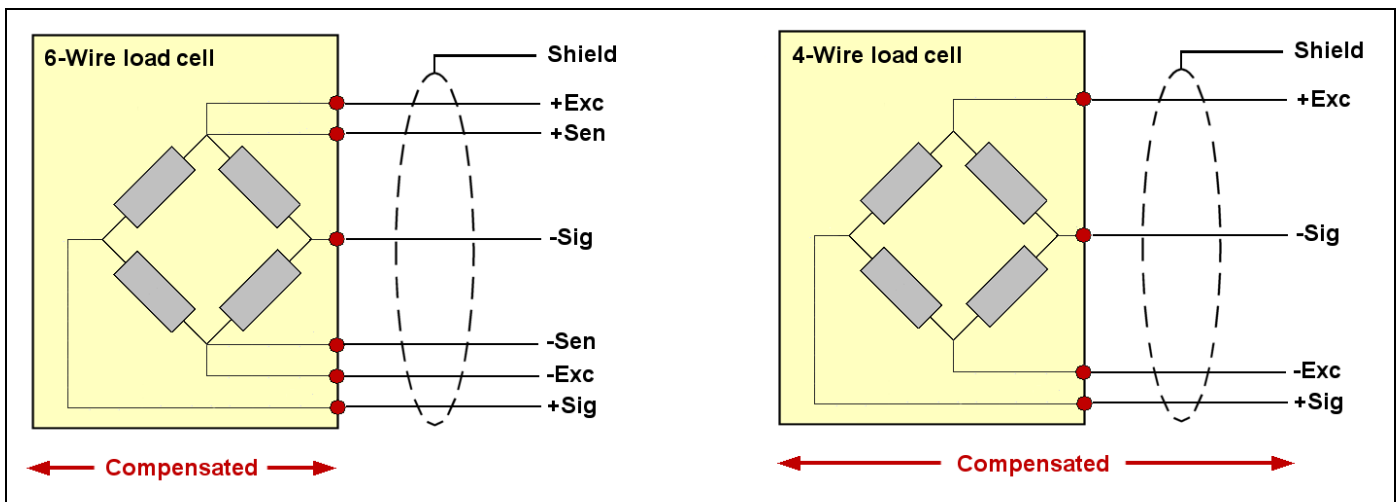 6-Wire load cell
Shield
+Exc
+Sen
-Sig
-Sen
-Exc
+Sig
Compensated
4-Wire load cell
Shield
+Exc
-Sig
-Exc
+Sig
Compensated